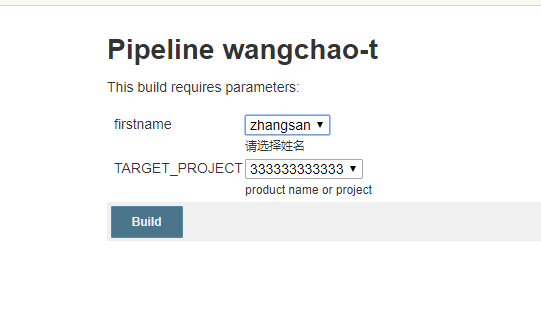 Pipeline wangchao-t
This build requires parameters:
firstname zhangsan
请选择姓名
TARGET_PROJECT 333333333333
product name or project
Build